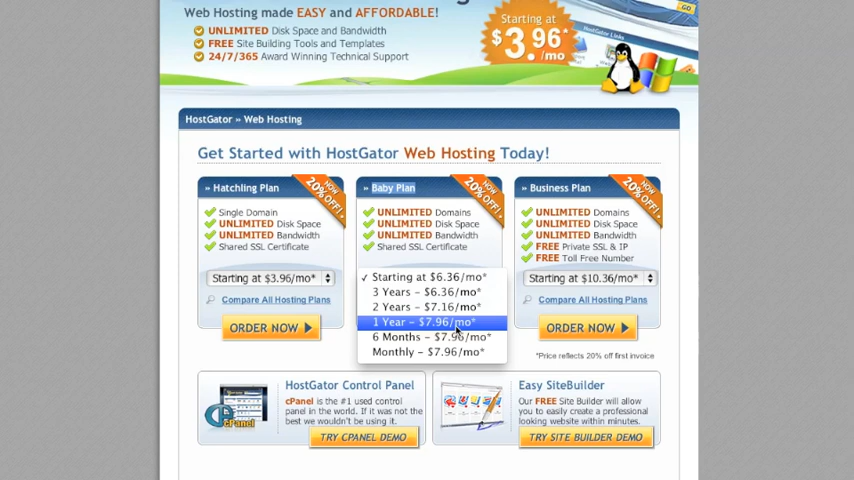 Web Hosting made EASY and AFFORDABLE!
UNLIMITED Disk Space and Bandwidth
FREE Site Building Tools and Templates
24/7/365 Award Winning Technical Support
Starting at
$3.96*
/mo
HostGator Links
GO
HostGator » Web Hosting
Get Started with HostGator Web Hosting Today!
» Hatchling Plan
NOW
20% OFF!
Single Domain
UNLIMITED Disk Space
UNLIMITED Bandwidth
Shared SSL Certificate
Starting at $3.96/mo*
Compare All Hosting Plans
ORDER NOW
» Baby Plan
NOW
20% OFF!
UNLIMITED Domains
UNLIMITED Disk Space
UNLIMITED Bandwidth
Shared SSL Certificate
✓ Starting at $6.36/mo*
3 Years - $6.36/mo*
2 Years - $7.16/mo*
1 Year - $7.96/mo*
6 Months - $7.96/mo*
Monthly - $7.96/mo*
» Business Plan
NOW
20% OFF!
UNLIMITED Domains
UNLIMITED Disk Space
UNLIMITED Bandwidth
FREE Private SSL & IP
FREE Toll Free Number
Starting at $10.36/mo*
Compare All Hosting Plans
ORDER NOW
*Price reflects 20% off first invoice
HostGator Control Panel
cPanel is the #1 used control
panel in the world. If it was not the
best we wouldn't be using it.
cPanel
TRY CPANEL DEMO
Easy SiteBuilder
Our FREE Site Builder will allow
you to easily create a professional
looking website within minutes.
TRY SITE BUILDER DEMO